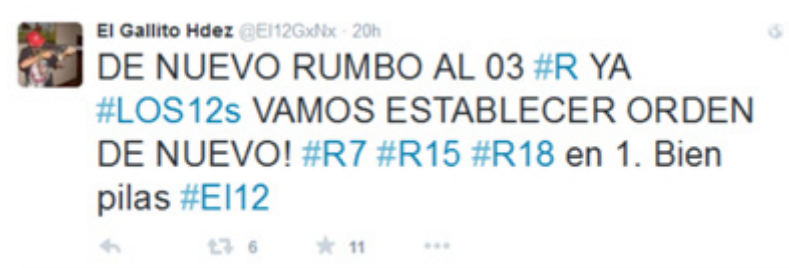 El Gallito Hdez @El12GxNx · 20h
DE NUEVO RUMBO AL 03 #R YA
#LOS12s VAMOS ESTABLECER ORDEN
DE NUEVO! #R7 #R15 #R18 en 1. Bien
pilas #El12
6 11